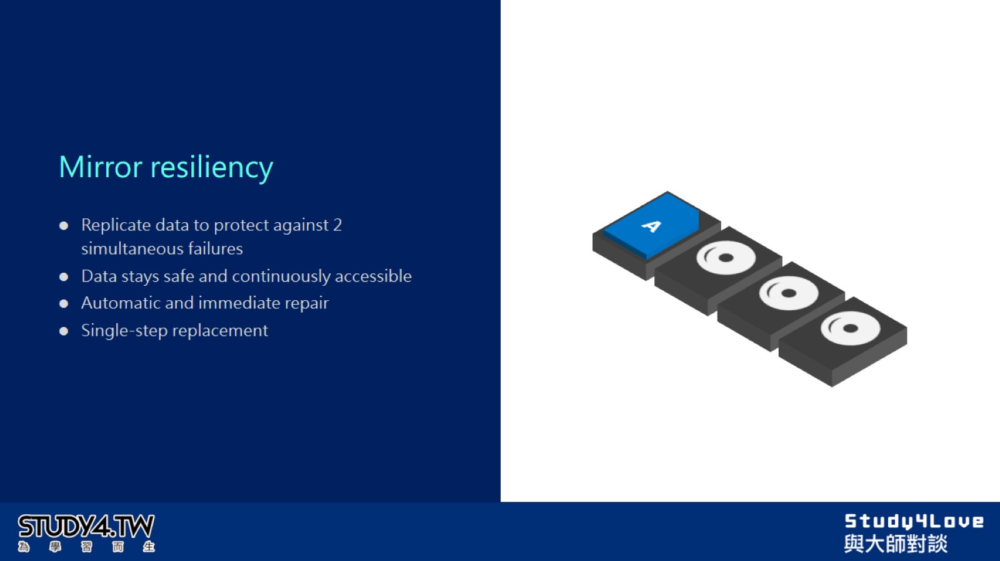 Mirror resiliency
● Replicate data to protect against 2
simultaneous failures
● Data stays safe and continuously accessible
● Automatic and immediate repair
● Single-step replacement
A
STUDY4.TW
為學習而生
Study4Love
與大師對談